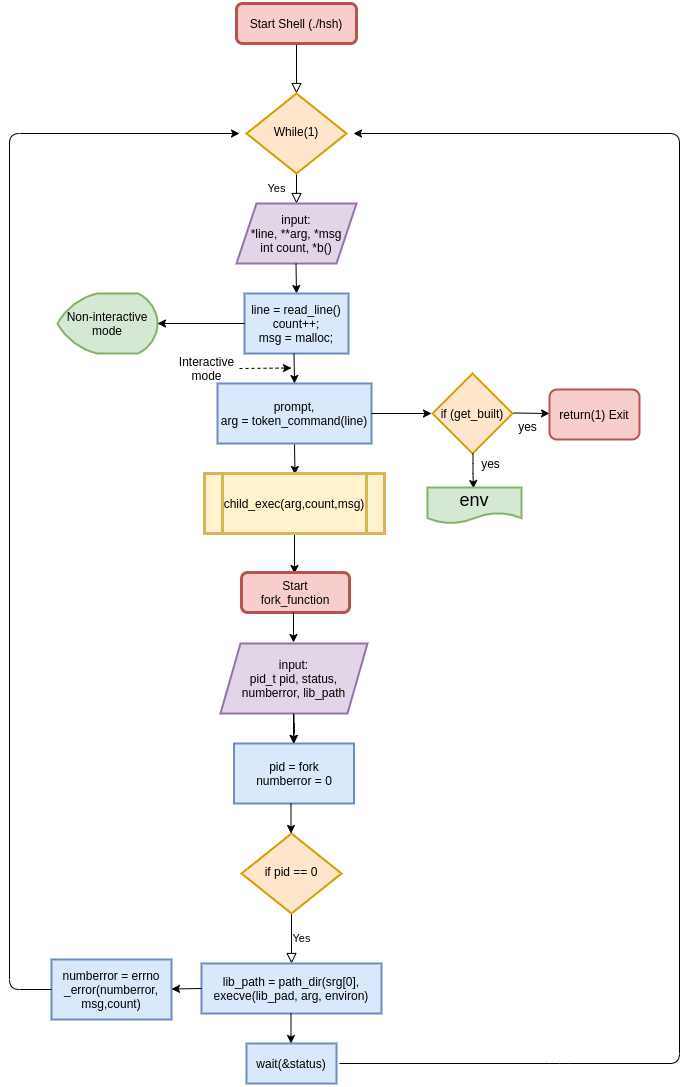 Start Shell (./hsh)
While(1)
Yes
input:
*line, **arg, *msg
int count, *b()
Non-interactive
mode
line = read_line()
count++;
msg = malloc;
Interactive
mode
prompt,
arg = token_command(line)
if (get_built)
yes
return(1) Exit
yes
env
child_exec(arg,count,msg)
Start
fork_function
input:
pid_t pid, status,
numberror, lib_path
pid = fork
numberror = 0
if pid == 0
Yes
numberror = errno
_error(numberror,
msg,count)
lib_path = path_dir(srg[0],
execve(lib_pad, arg, environ)
wait(&status)